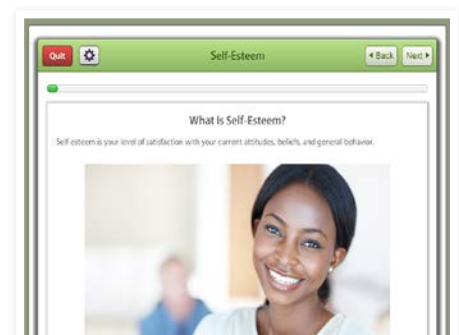 Quit Self-Esteem Back Next
What Is Self-Esteem?
Self-esteem is your level of satisfaction with your current attitudes, beliefs, and general behavior.